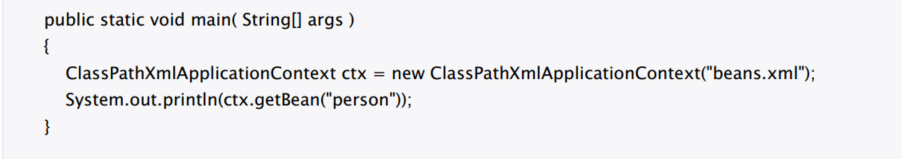 public static void main( String[] args )
{
ClassPathXmlApplicationContext ctx = new ClassPathXmlApplicationContext("beans.xml");
System.out.println(ctx.getBean("person"));
}